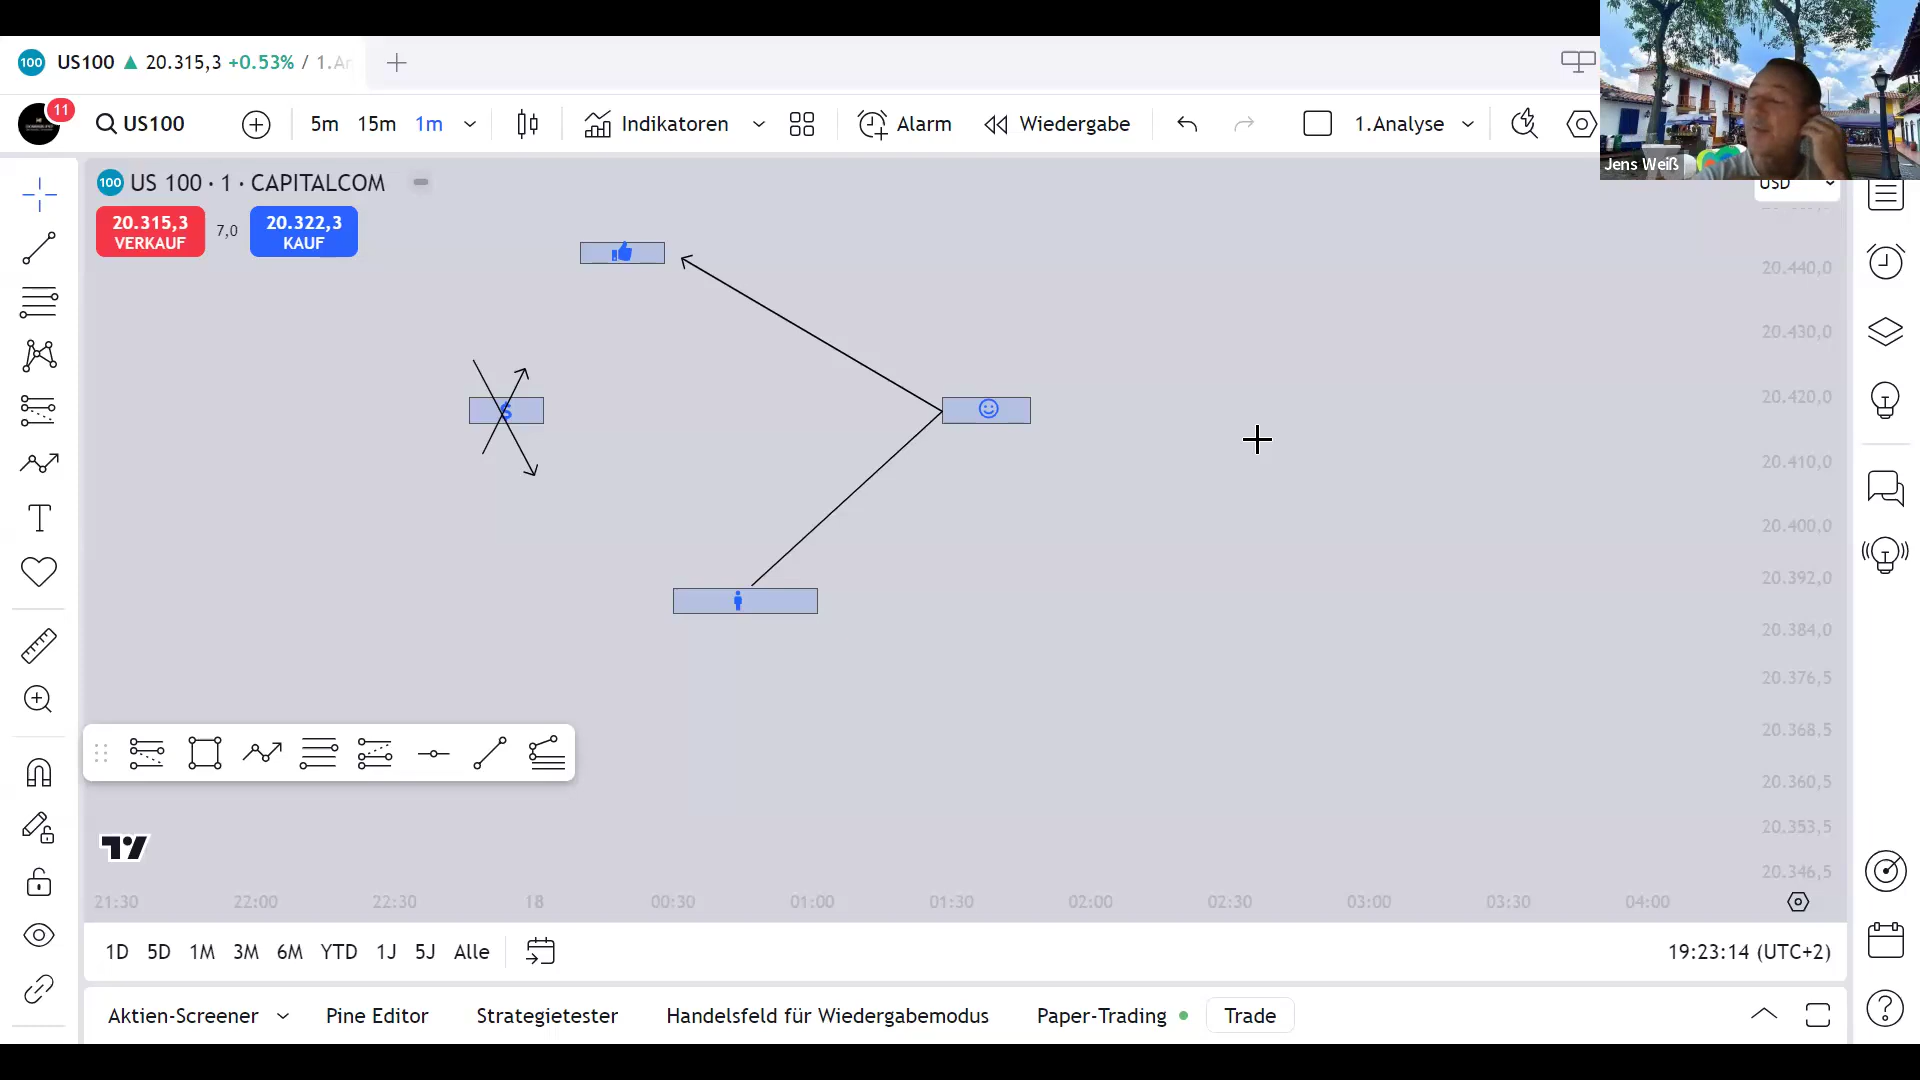 US100 ▲ 20.315,3 +0.53% / 1.
11
US100
5m 15m 1m
Indikatoren
Alarm
Wiedergabe
1.Analyse
Jens Weiß
100
US 100 · 1 · CAPITALCOM
USD
20.315,3
VERKAUF
7,0
20.322,3
KAUF
$
20.440,0
20.430,0
20.420,0
20.410,0
20.400,0
20.392,0
20.384,0
20.376,5
20.368,5
20.360,5
20.353,5
20.346,5
21:30 22:00 22:30 18 00:30 01:00 01:30 02:00 02:30 03:00 03:30 04:00
1D 5D 1M 3M 6M YTD 1J 5J Alle
19:23:14 (UTC+2)
Aktien-Screener Pine Editor Strategietester Handelsfeld für Wiedergabemodus Paper-Trading Trade